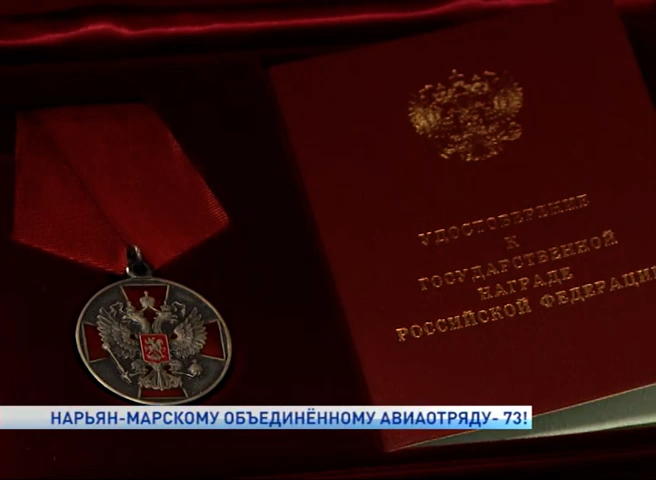 УДОСТОВЕРЕНИЕ
К
ГОСУДАРСТВЕННОЙ
НАГРАДЕ
РОССИЙСКОЙ ФЕДЕРАЦИИ
НАРЬЯН-МАРСКОМУ ОБЪЕДИНЁННОМУ АВИАОТРЯДУ- 73!